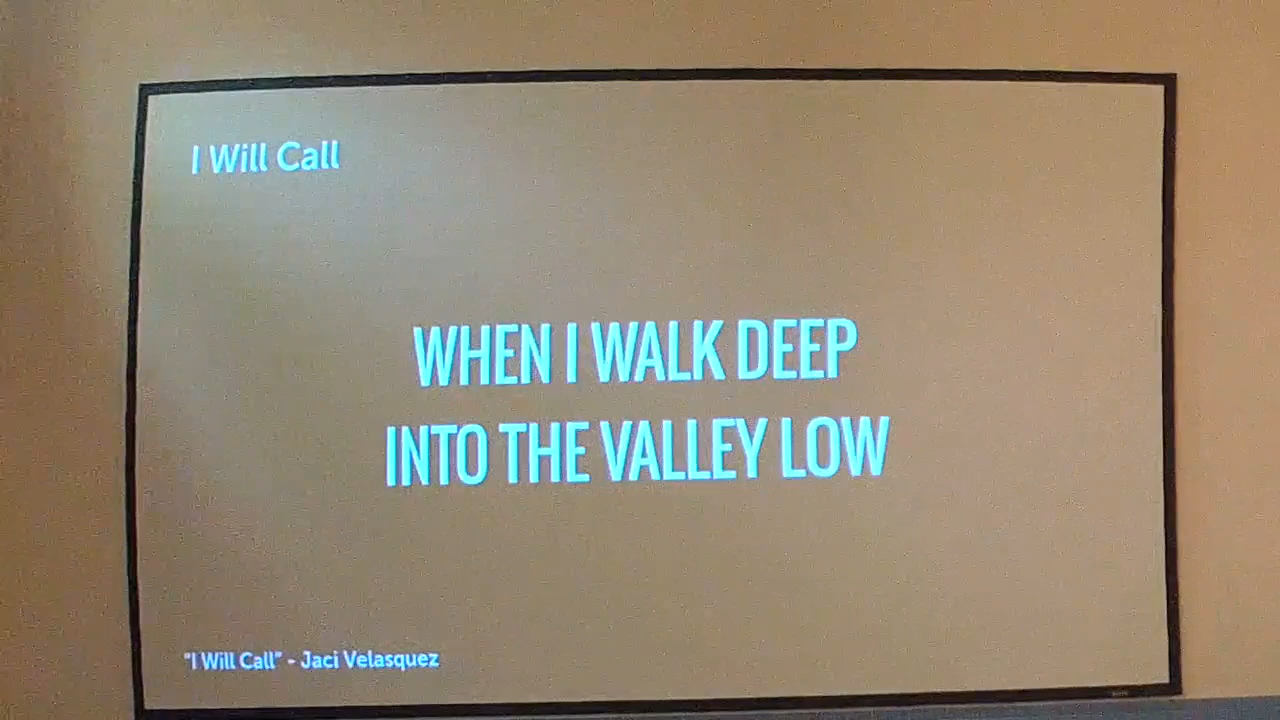 I Will Call
WHEN I WALK DEEP
INTO THE VALLEY LOW
"I Will Call" - Jaci Velasquez